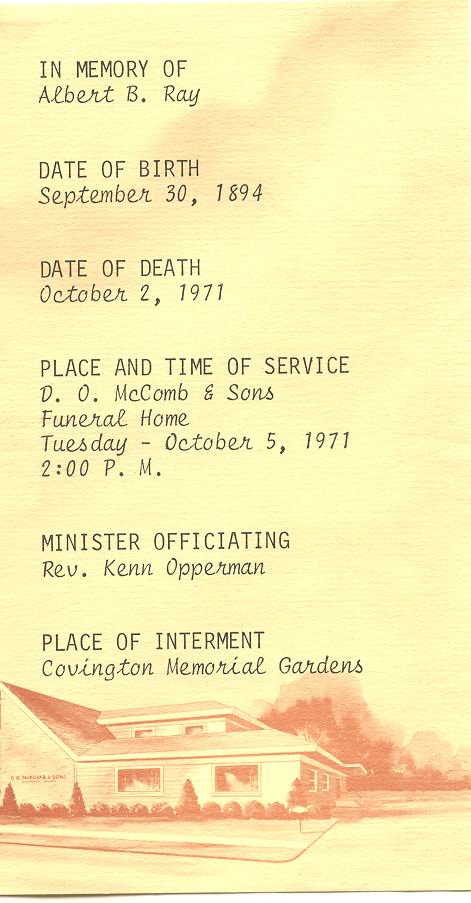 IN MEMORY OF
Albert B. Ray
DATE OF BIRTH
September 30, 1894
DATE OF DEATH
October 2, 1971
PLACE AND TIME OF SERVICE
D. O. McComb & Sons
Funeral Home
Tuesday - October 5, 1971
2:00 P. M.
MINISTER OFFICIATING
Rev. Kenn Opperman
PLACE OF INTERMENT
Covington Memorial Gardens
D O McCOMB & SONS